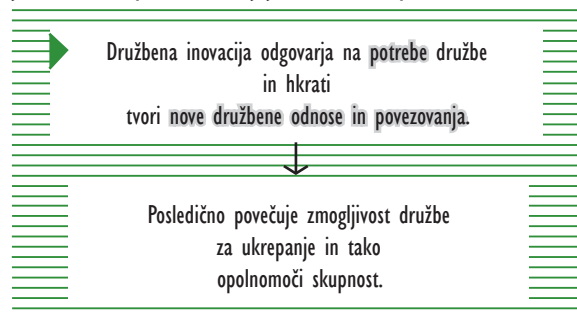 Družbena inovacija odgovarja na potrebe družbe
in hkrati
tvori nove družbene odnose in povezovanja.
Posledično povečuje zmogljivost družbe
za ukrepanje in tako
opolnomoči skupnost.